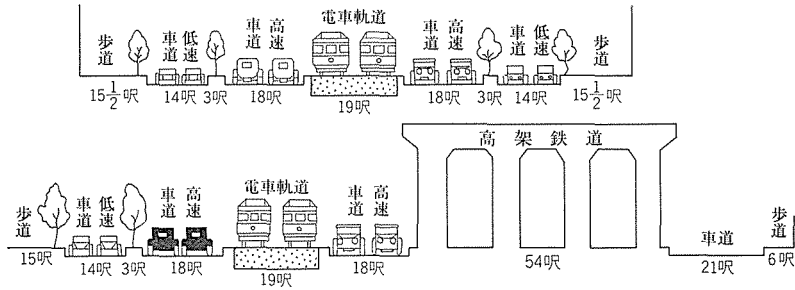 歩道 車道 低速 車道 高速 電車軌道 車道 高速 車道 低速 歩道
15 1/2 呎 14呎 3呎 18呎 19呎 18呎 3呎 14呎 15 1/2 呎
高架鉄道
歩道 車道 低速 車道 高速 電車軌道 車道 高速 車道 歩道
15呎 14呎 3呎 18呎 19呎 18呎 54呎 21呎 6呎